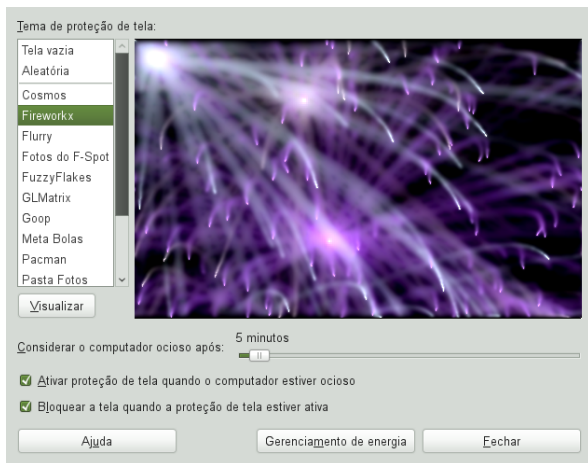 Tema de proteção de tela:
Tela vazia
Aleatória
Cosmos
Fireworkx
Flurry
Fotos do F-Spot
FuzzyFlakes
GLMatrix
Goop
Meta Bolas
Pacman
Pasta Fotos
Visualizar
5 minutos
Considerar o computador ocioso após:
Ativar proteção de tela quando o computador estiver ocioso
Bloquear a tela quando a proteção de tela estiver ativa
Ajuda
Gerenciamento de energia
Fechar